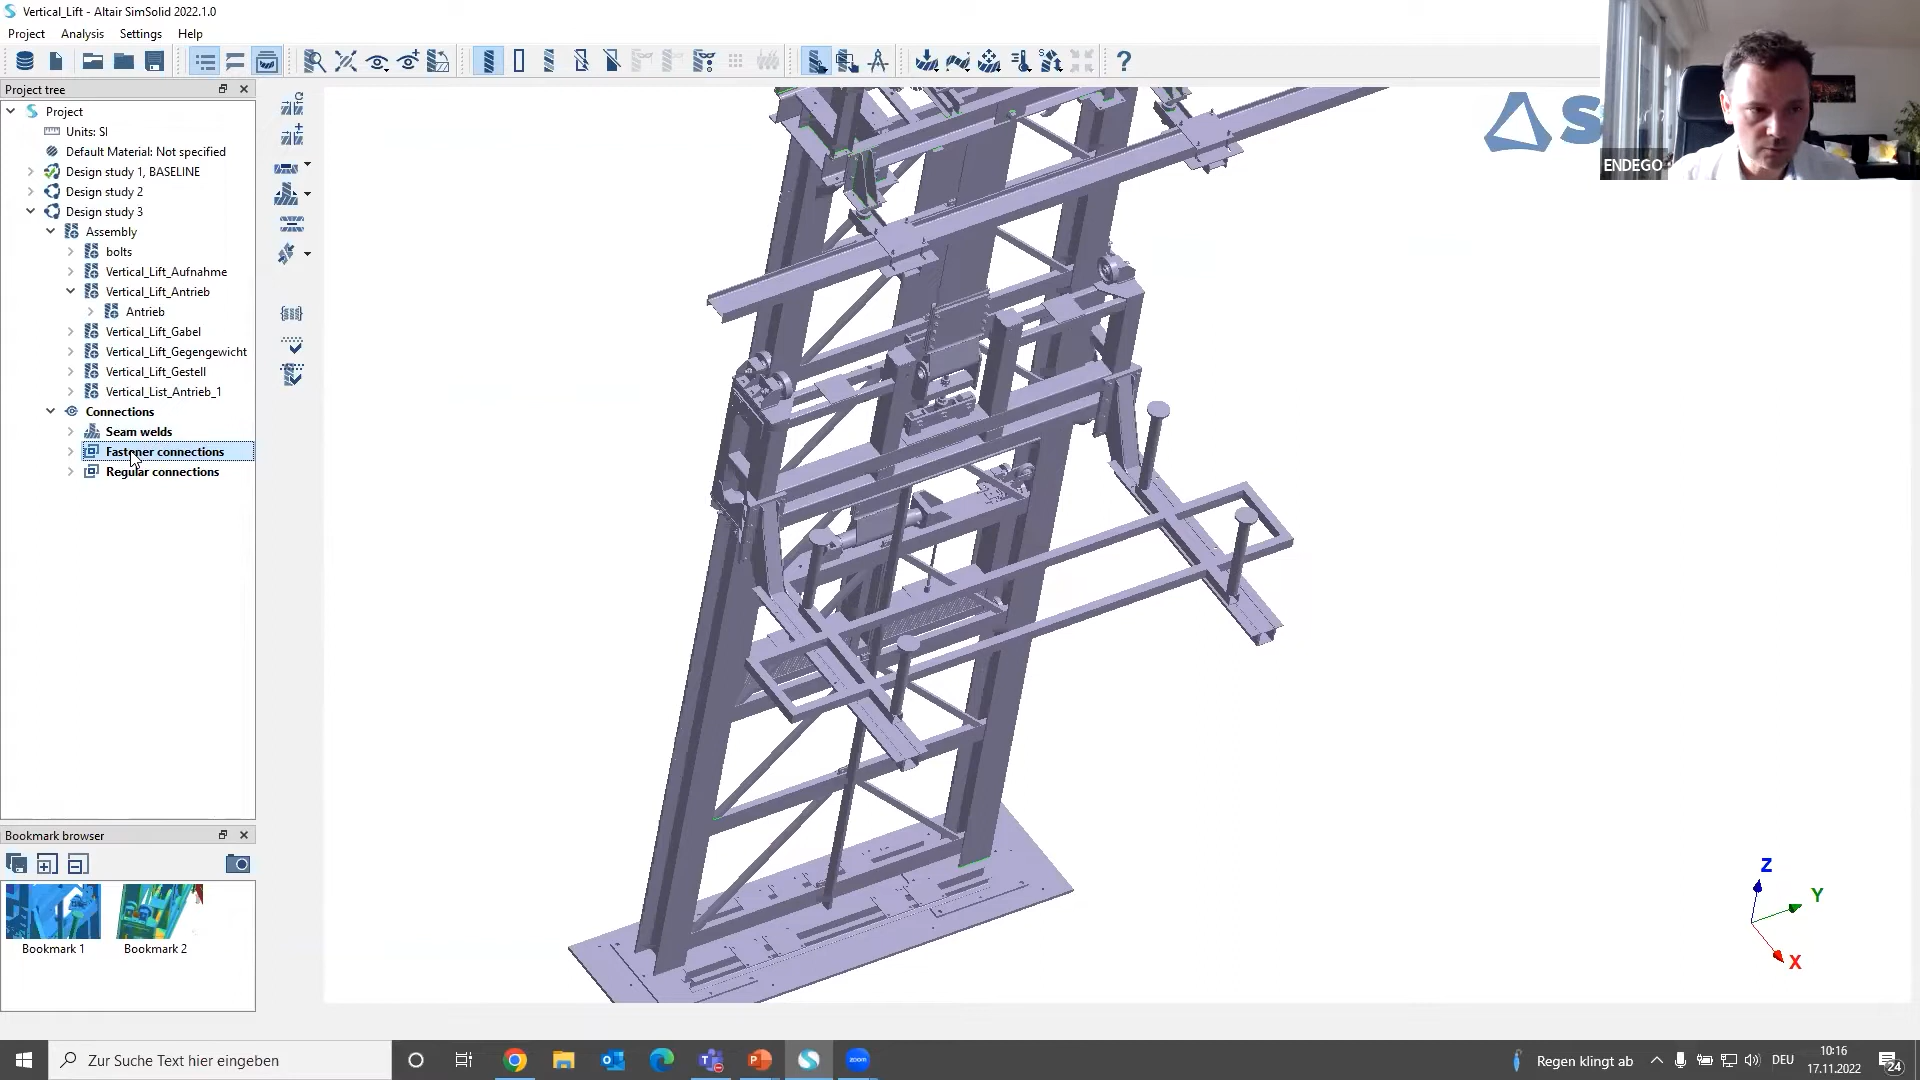 Vertical_Lift - Altair SimSolid 2022.1.0
Project Analysis Settings Help
Project tree
Project
Units: SI
Default Material: Not specified
Design study 1, BASELINE
Design study 2
Design study 3
Assembly
bolts
Vertical_Lift_Aufnahme
Vertical_Lift_Antrieb
Antrieb
Vertical_Lift_Gabel
Vertical_Lift_Gegengewicht
Vertical_Lift_Gestell
Vertical_List_Antrieb_1
Connections
Seam welds
Fastener connections
Regular connections
S
ENDEGO
Z
Y
X
Bookmark browser
Bookmark 1
Bookmark 2
Zur Suche Text hier eingeben
Regen klingt ab
DEU
10:16
17.11.2022
24